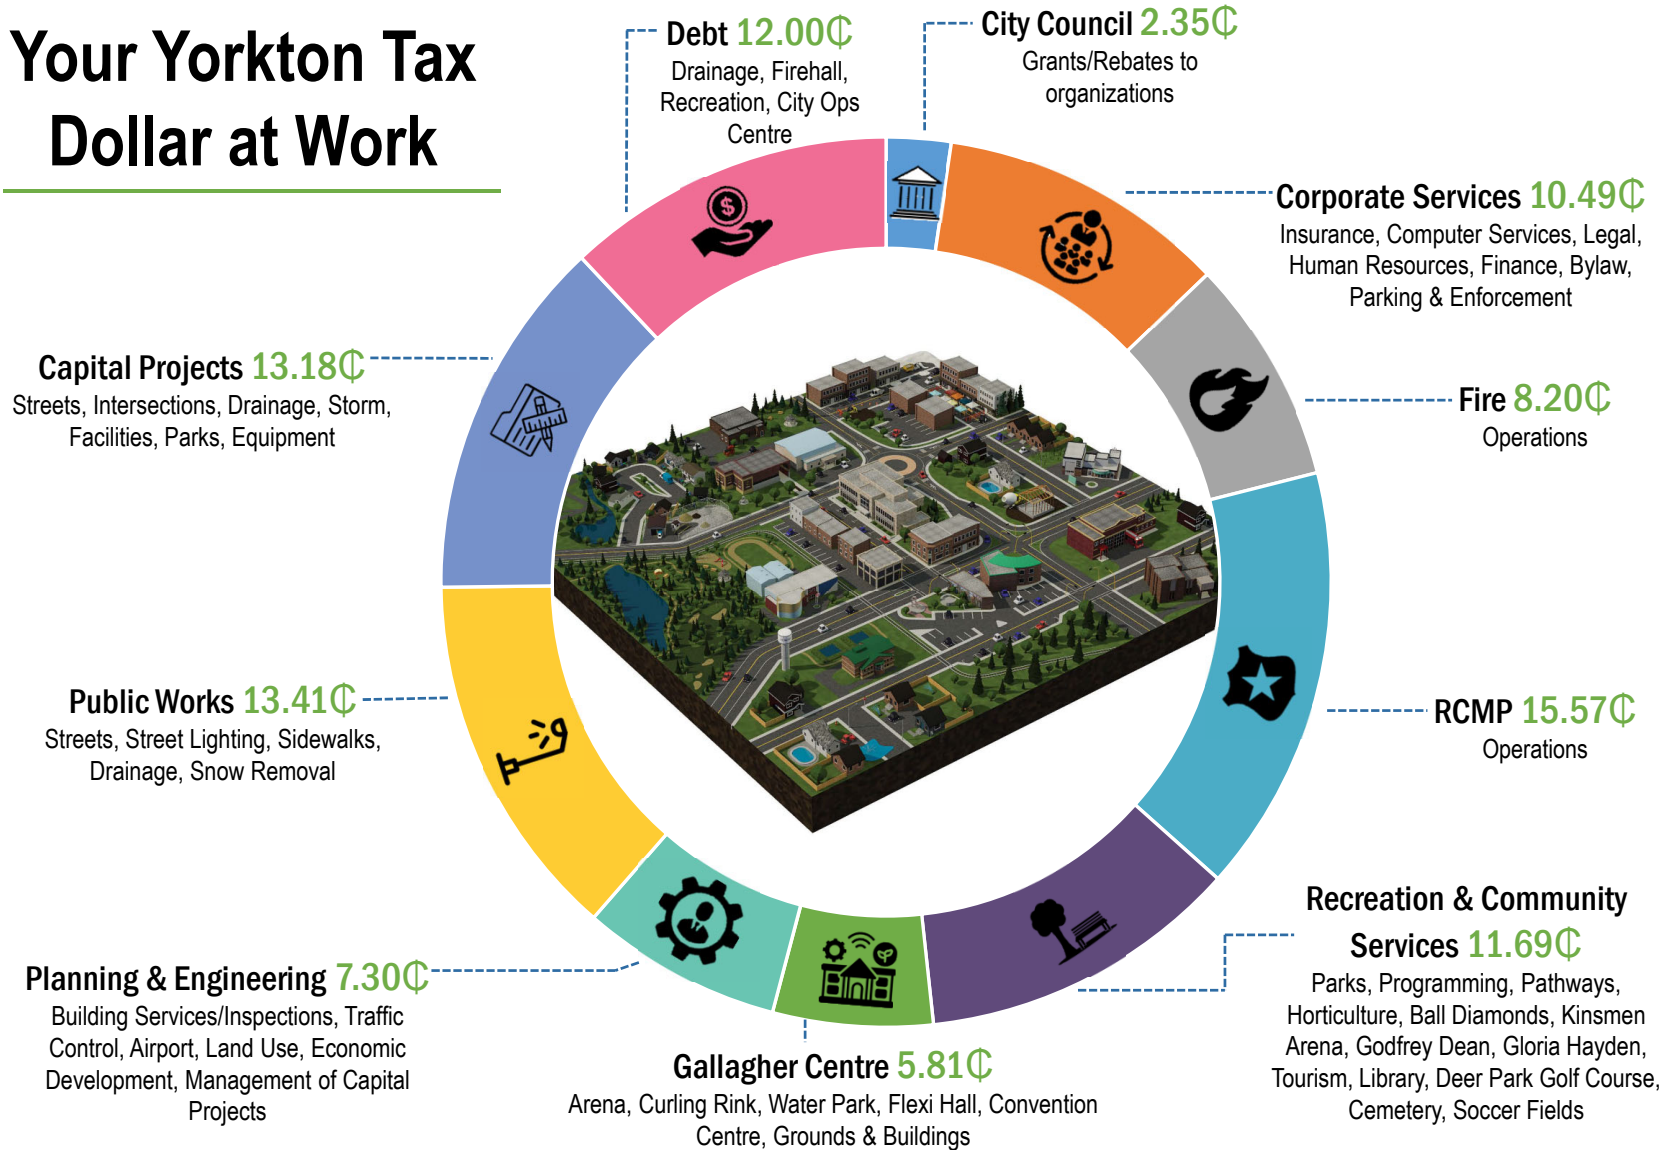 Your Yorkton Tax
Dollar at Work
Debt 12.00₵
Drainage, Firehall,
Recreation, City Ops
Centre
City Council 2.35₵
Grants/Rebates to
organizations
Corporate Services 10.49₵
Insurance, Computer Services, Legal,
Human Resources, Finance, Bylaw,
Parking & Enforcement
Fire 8.20₵
Operations
RCMP 15.57₵
Operations
Recreation & Community
Services 11.69₵
Parks, Programming, Pathways,
Horticulture, Ball Diamonds, Kinsmen
Arena, Godfrey Dean, Gloria Hayden,
Tourism, Library, Deer Park Golf Course,
Cemetery, Soccer Fields
Gallagher Centre 5.81₵
Arena, Curling Rink, Water Park, Flexi Hall, Convention
Centre, Grounds & Buildings
Planning & Engineering 7.30₵
Building Services/Inspections, Traffic
Control, Airport, Land Use, Economic
Development, Management of Capital
Projects
Public Works 13.41₵
Streets, Street Lighting, Sidewalks,
Drainage, Snow Removal
Capital Projects 13.18₵
Streets, Intersections, Drainage, Storm,
Facilities, Parks, Equipment
$